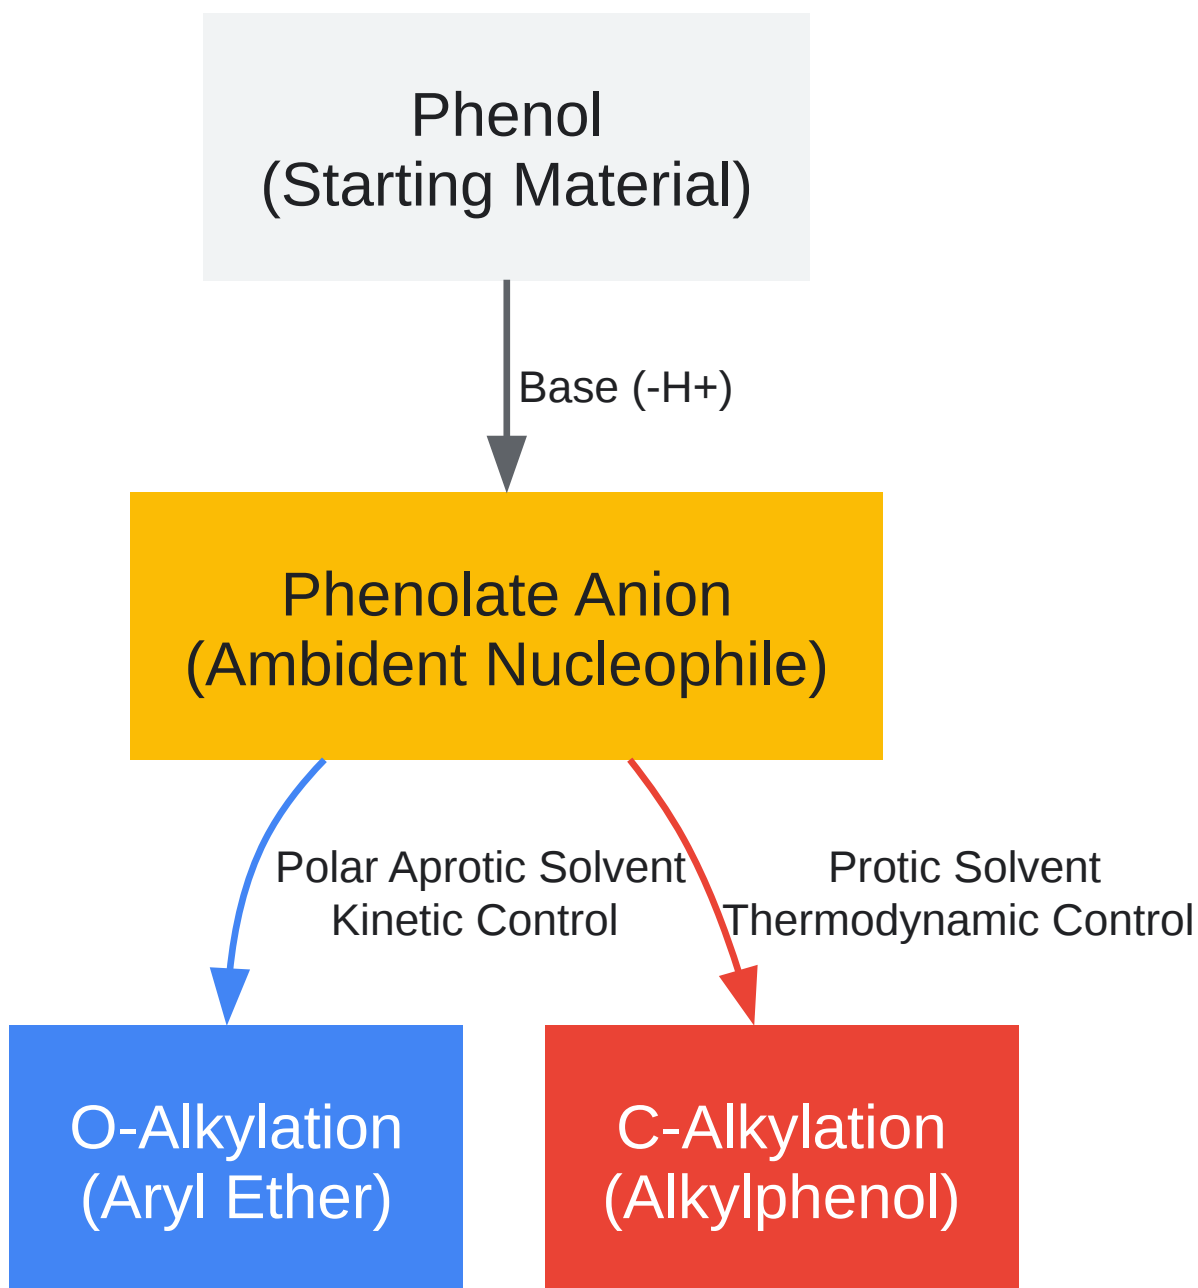 Phenol
(Starting Material)
Base (-H+)
Phenolate Anion
(Ambident Nucleophile)
Polar Aprotic Solvent
Kinetic Control
Protic Solvent
Thermodynamic Control
O-Alkylation
(Aryl Ether)
C-Alkylation
(Alkylphenol)